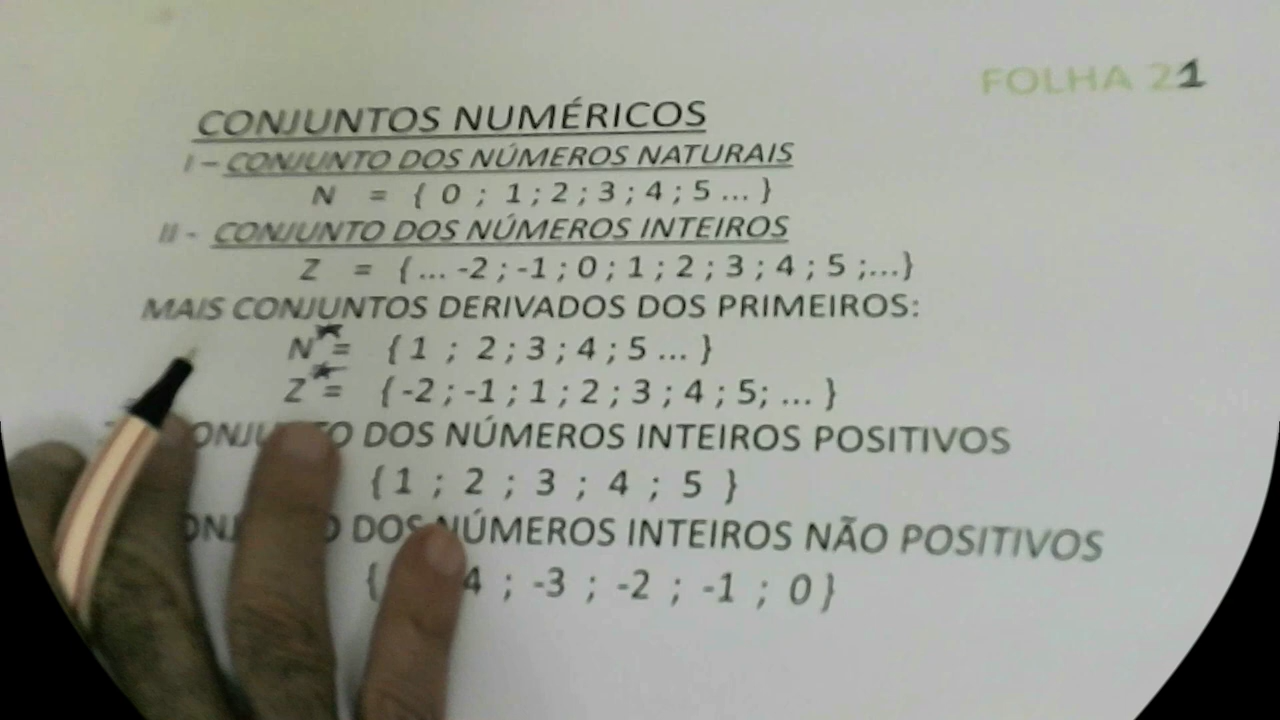 FOLHA 21
CONJUNTOS NUMÉRICOS
I – CONJUNTO DOS NÚMEROS NATURAIS
N = { 0 ; 1 ; 2 ; 3 ; 4 ; 5 ... }
II - CONJUNTO DOS NÚMEROS INTEIROS
Z = { ... -2 ; -1 ; 0 ; 1 ; 2 ; 3 ; 4 ; 5 ;...}
MAIS CONJUNTOS DERIVADOS DOS PRIMEIROS:
N* = { 1 ; 2 ; 3 ; 4 ; 5 ... }
Z* = { -2 ; -1 ; 1 ; 2 ; 3 ; 4 ; 5; ... }
DOS NÚMEROS INTEIROS POSITIVOS
{ 1 ; 2 ; 3 ; 4 ; 5 }
DOS NÚMEROS INTEIROS NÃO POSITIVOS
{ 4 ; -3 ; -2 ; -1 ; 0 }